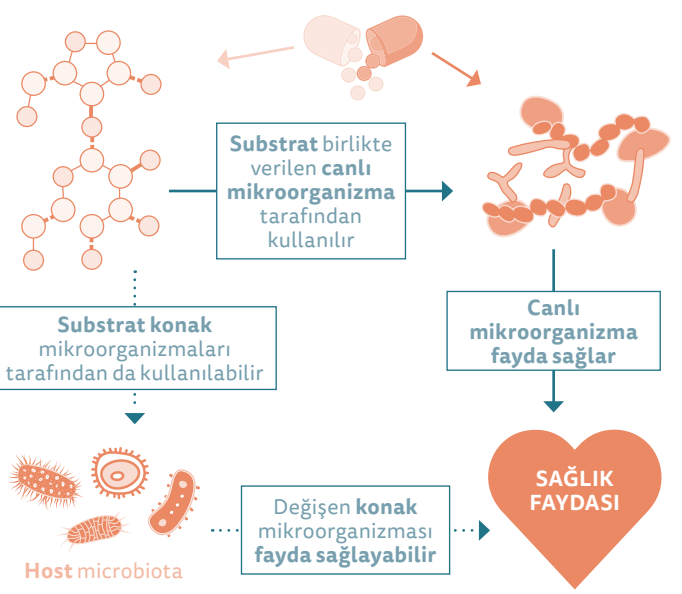 Substrat birlikte
verilen canlı
mikroorganizma
tarafından
kullanılır
Substrat konak
mikroorganizmaları
tarafından da kullanılabilir
Canlı
mikroorganizma
fayda sağlar
SAĞLIK
FAYDASI
Değişen konak
mikroorganizması
fayda sağlayabilir
Host microbiota